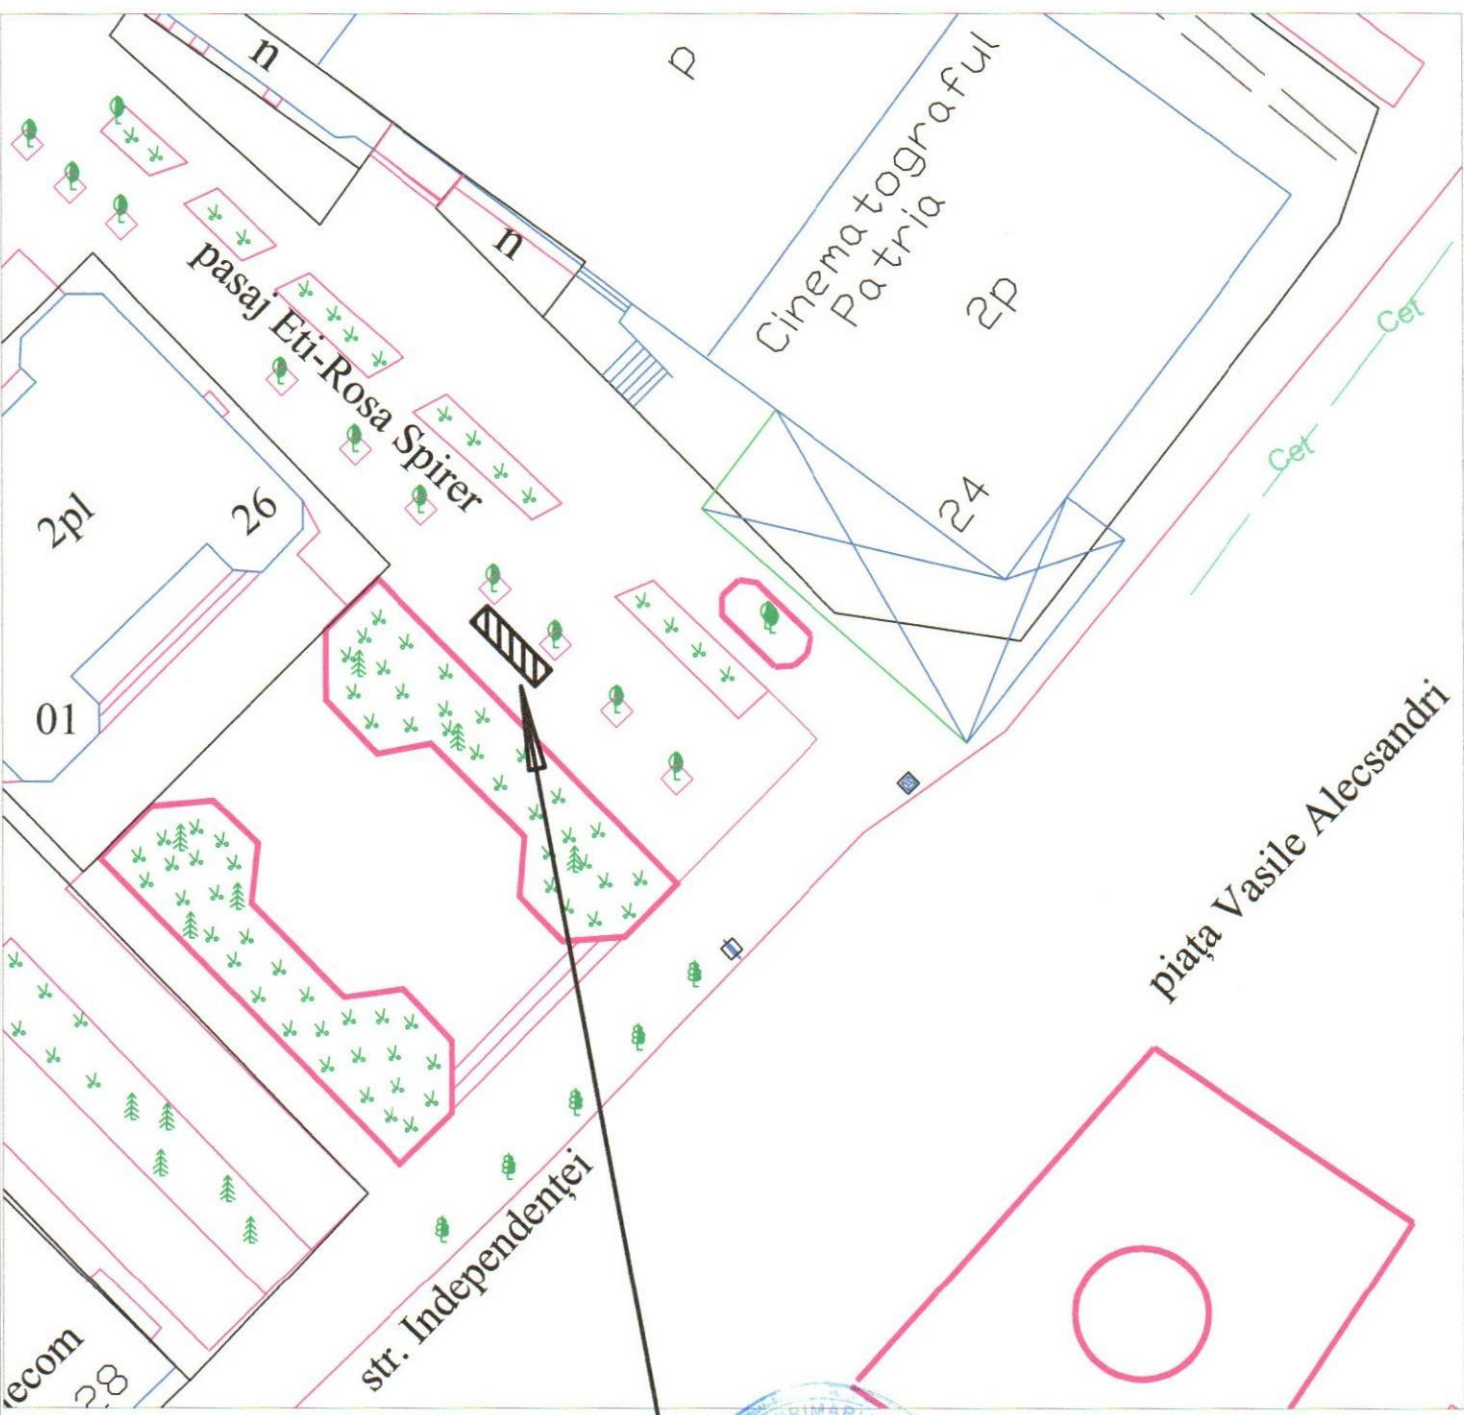 n
p
Cinematograful
Patria
2p
n
pasaj Eti-Rosa Spirer
Cet
Cet
24
26
2pl
01
piața Vasile Alecsandri
str. Independenței
ecom
28